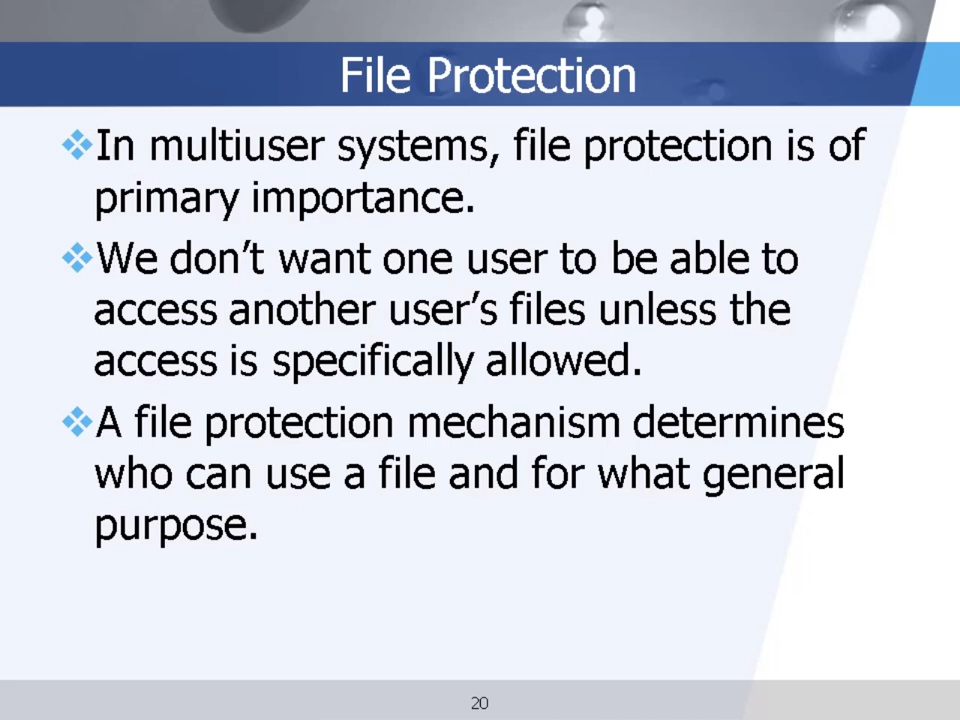 File Protection
❖In multiuser systems, file protection is of
primary importance.
❖We don’t want one user to be able to
access another user’s files unless the
access is specifically allowed.
❖A file protection mechanism determines
who can use a file and for what general
purpose.
20